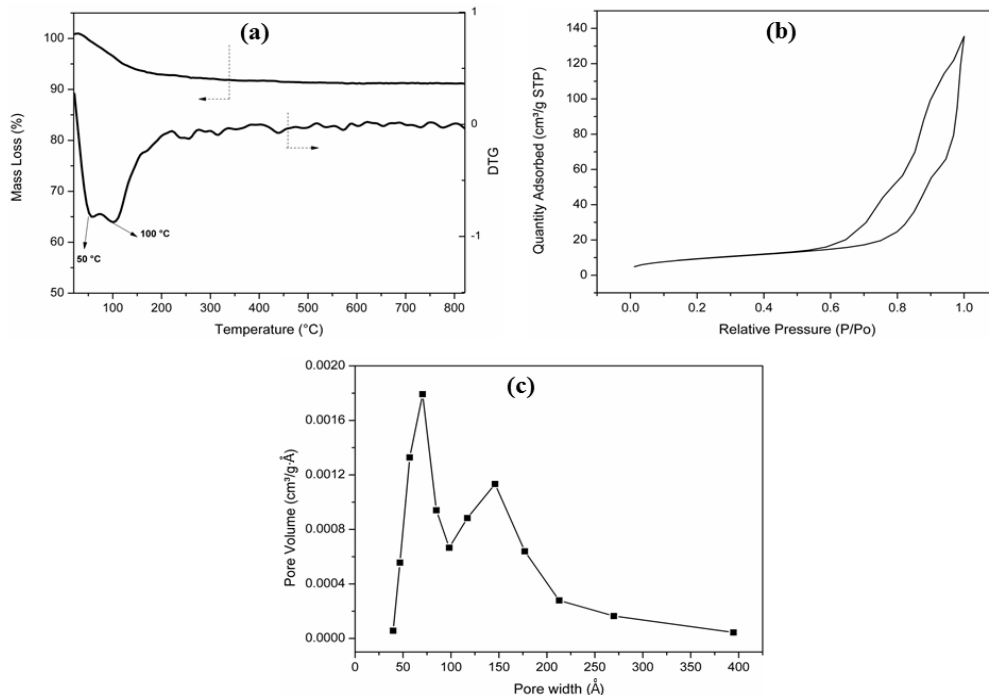 (a)
100
90
80
70
60
50
Mass Loss (%)
1
0
-1
DTG
50 °C
100 °C
100 200 300 400 500 600 700 800
Temperature (°C)
(b)
140
120
100
80
60
40
20
0
Quantity Adsorbed (cm³/g STP)
0.0 0.2 0.4 0.6 0.8 1.0
Relative Pressure (P/Po)
(c)
0.0020
0.0016
0.0012
0.0008
0.0004
0.0000
Pore Volume (cm³/g·Å)
0 50 100 150 200 250 300 350 400
Pore width (Å)